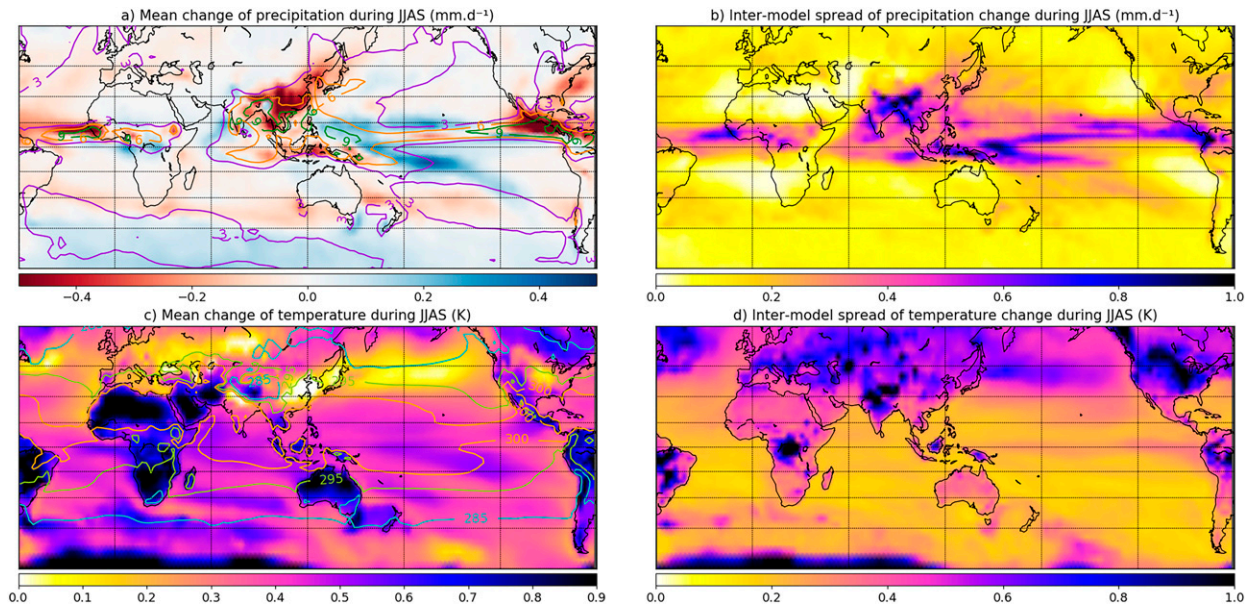 a) Mean change of precipitation during JJAS (mm.d⁻¹)
b) Inter-model spread of precipitation change during JJAS (mm.d⁻¹)
−0.4 −0.2 0.0 0.2 0.4
0.0 0.2 0.4 0.6 0.8 1.0
c) Mean change of temperature during JJAS (K)
d) Inter-model spread of temperature change during JJAS (K)
285
300
295
285
0.0 0.1 0.2 0.3 0.4 0.5 0.6 0.7 0.8 0.9
0.0 0.2 0.4 0.6 0.8 1.0